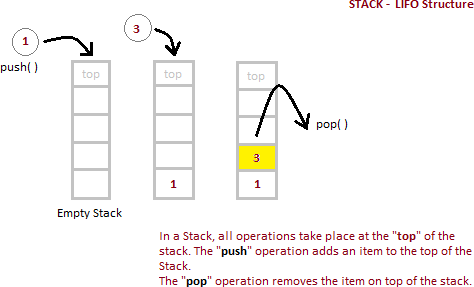 STACK - LIFO Structure
1
3
push( )
top
top
top
pop( )
3
1
1
Empty Stack
In a Stack, all operations take place at the "top" of the
stack. The "push" operation adds an item to the top of the
Stack.
The "pop" operation removes the item on top of the stack.